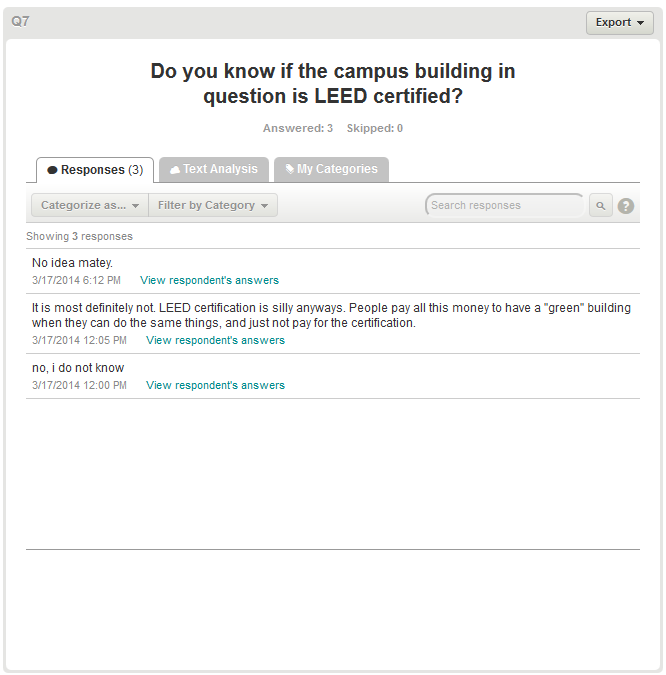 Q7
Export
Do you know if the campus building in
question is LEED certified?
Answered: 3 Skipped: 0
Responses (3) Text Analysis My Categories
Categorize as... Filter by Category Search responses ?
Showing 3 responses
No idea matey.
3/17/2014 6:12 PM View respondent's answers
It is most definitely not. LEED certification is silly anyways. People pay all this money to have a "green" building
when they can do the same things, and just not pay for the certification.
3/17/2014 12:05 PM View respondent's answers
no, i do not know
3/17/2014 12:00 PM View respondent's answers